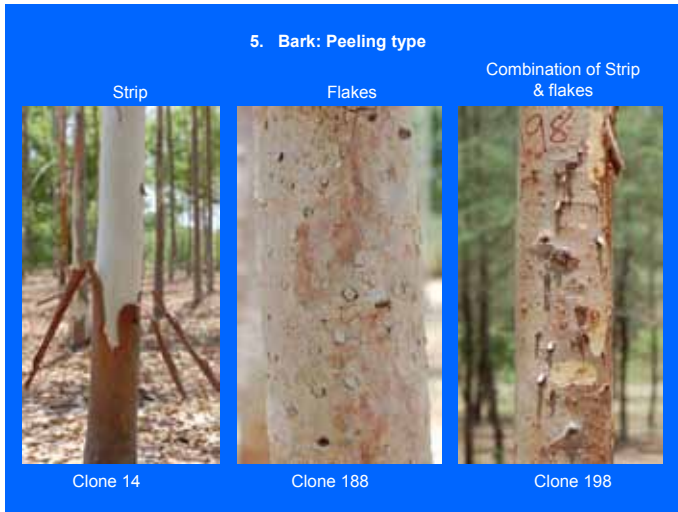 5. Bark: Peeling type
Strip
Flakes
Combination of Strip
& flakes
98
Clone 14
Clone 188
Clone 198